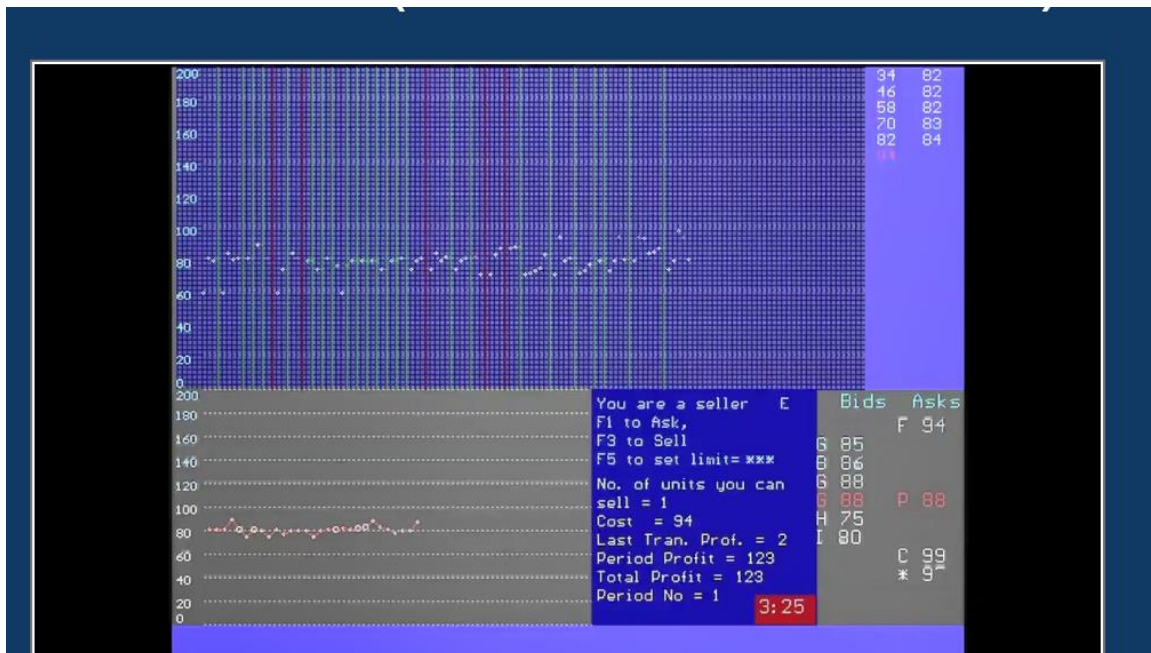 200
180
160
140
120
100
80
60
40
20
0
34 82
46 82
58 82
70 83
82 84
94
200
180
160
140
120
100
80
60
40
20
0
You are a seller E
F1 to Ask,
F3 to Sell
F5 to set limit= ***
No. of units you can
sell = 1
Cost = 94
Last Tran. Prof. = 2
Period Profit = 123
Total Profit = 123
Period No = 1
3:25
Bids Asks
F 94
G 85
B 86
G 88
G 88 P 88
H 75
I 80
C 99